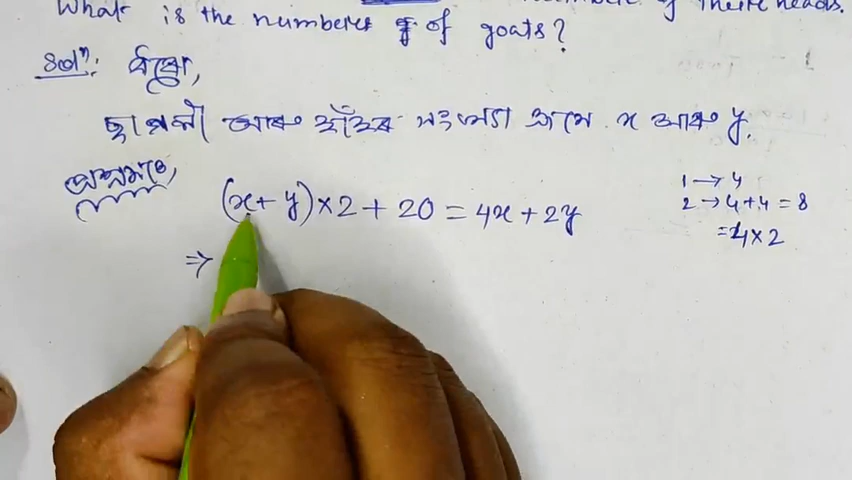 What is the numbers of goats?
Solⁿ: ধৰো,
ছাগলী আৰু হাঁহৰ সংখ্যা ক্ৰমে x আৰু y.
প্ৰশ্নমতে,
(x+y)×2+20=4x+2y
⇒
1→4
2→4+4=8
=4×2